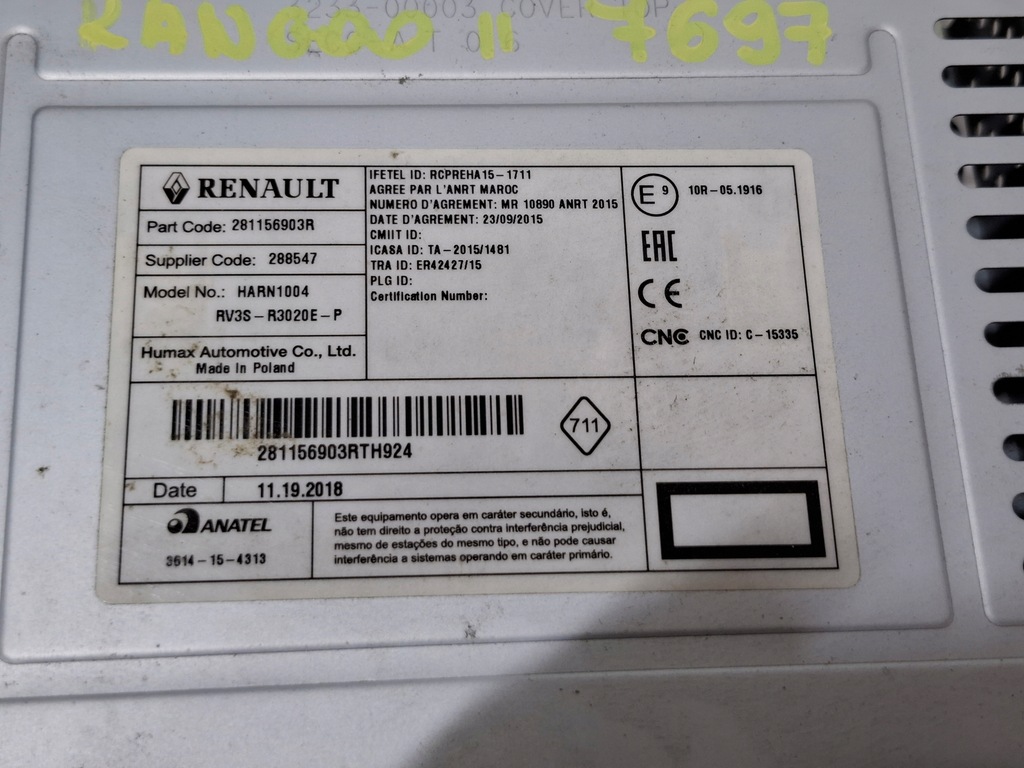 3233-00003 COVER TOP
KANGOO II 7697
RENAULT
Part Code: 281156903R
Supplier Code: 288547
Model No.: HARN1004
RV3S-R3020E-P
Humax Automotive Co., Ltd.
Made In Poland
IFETEL ID: RCPREHA15-1711
AGREE PAR L'ANRT MAROC
NUMERO D'AGREMENT: MR 10890 ANRT 2015
DATE D'AGREMENT: 23/09/2015
CMIIT ID:
ICASA ID: TA-2015/1481
TRA ID: ER42427/15
PLG ID:
Certification Number:
E 9 10R-05.1916
EAC
CE
CNC CNC ID: C-15335
281156903RTH924
711
Date 11.19.2018
ANATEL
3614-15-4313
Este equipamento opera em caráter secundário, isto é,
não tem direito a proteção contra interferência prejudicial,
mesmo de estações do mesmo tipo, e não pode causar
interferência a sistemas operando em caráter primário.